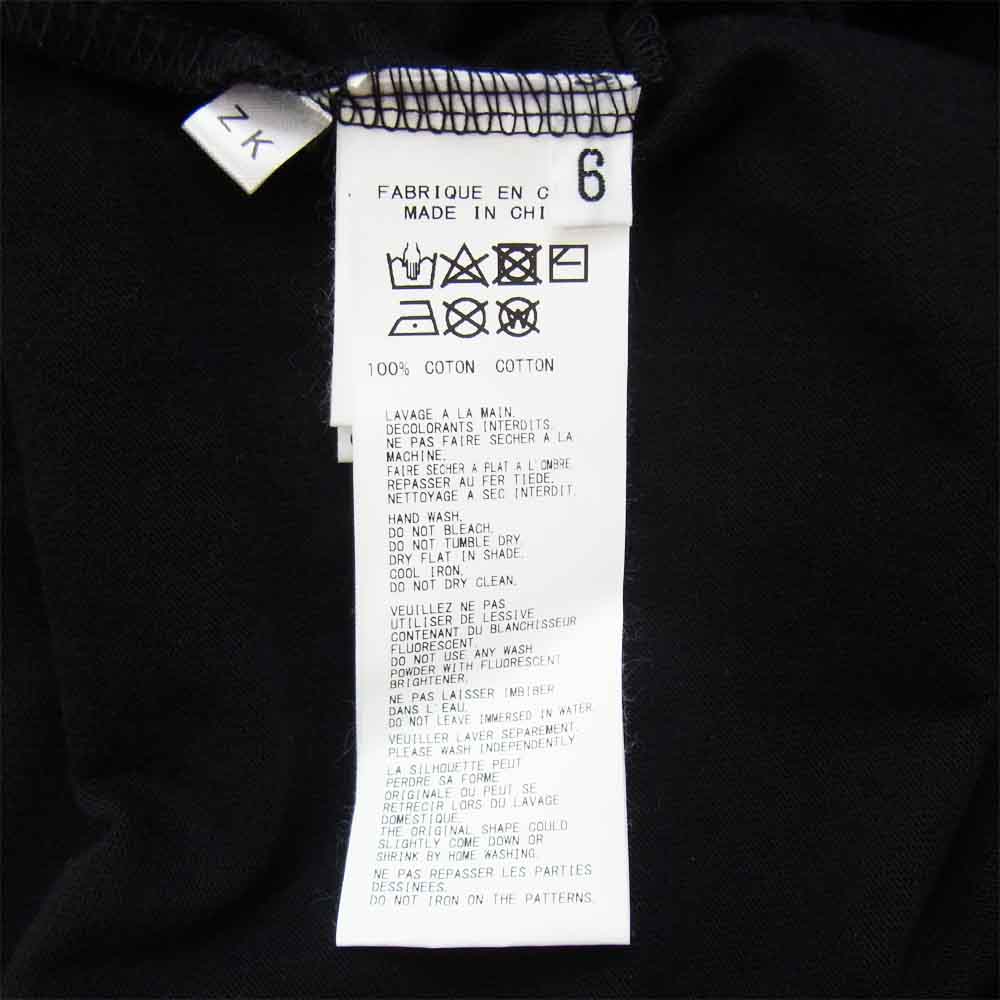 ZK
6
FABRIQUE EN C
MADE IN CHI
W
100% COTON COTTON
LAVAGE A LA MAIN.
DECOLORANTS INTERDITS.
NE PAS FAIRE SECHER A LA
MACHINE.
FAIRE SECHER A PLAT A L'OMBRE
REPASSER AU FER TIEDE.
NETTOYAGE A SEC INTERDIT.
HAND WASH.
DO NOT BLEACH.
DO NOT TUMBLE DRY
DRY FLAT IN SHADE.
COOL IRON.
DO NOT DRY CLEAN.
VEUILLEZ NE PAS
UTILISER DE LESSIVE
CONTENANT DU BLANCHISSEUR
FLUORESCENT.
DO NOT USE ANY WASH
POWDER WITH FLUORESCENT
BRIGHTENER.
NE PAS LAISSER IMBIBER
DANS L'EAU.
DO NOT LEAVE IMMERSED IN WATER.
VEUILLER LAVER SEPAREMENT
PLEASE WASH INDEPENDENTLY
LA SILHOUETTE PEUT
PERDRE SA FORME
ORIGINALE OU PEUT SE
RETRECIR LORS DU LAVAGE
DOMESTIQUE.
THE ORIGINAL SHAPE COULD
SLIGHTLY COME DOWN OR
SHRINK BY HOME WASHING.
NE PAS REPASSER LES PARTIES
DESSINEES.
DO NOT IRON ON THE PATTERNS.